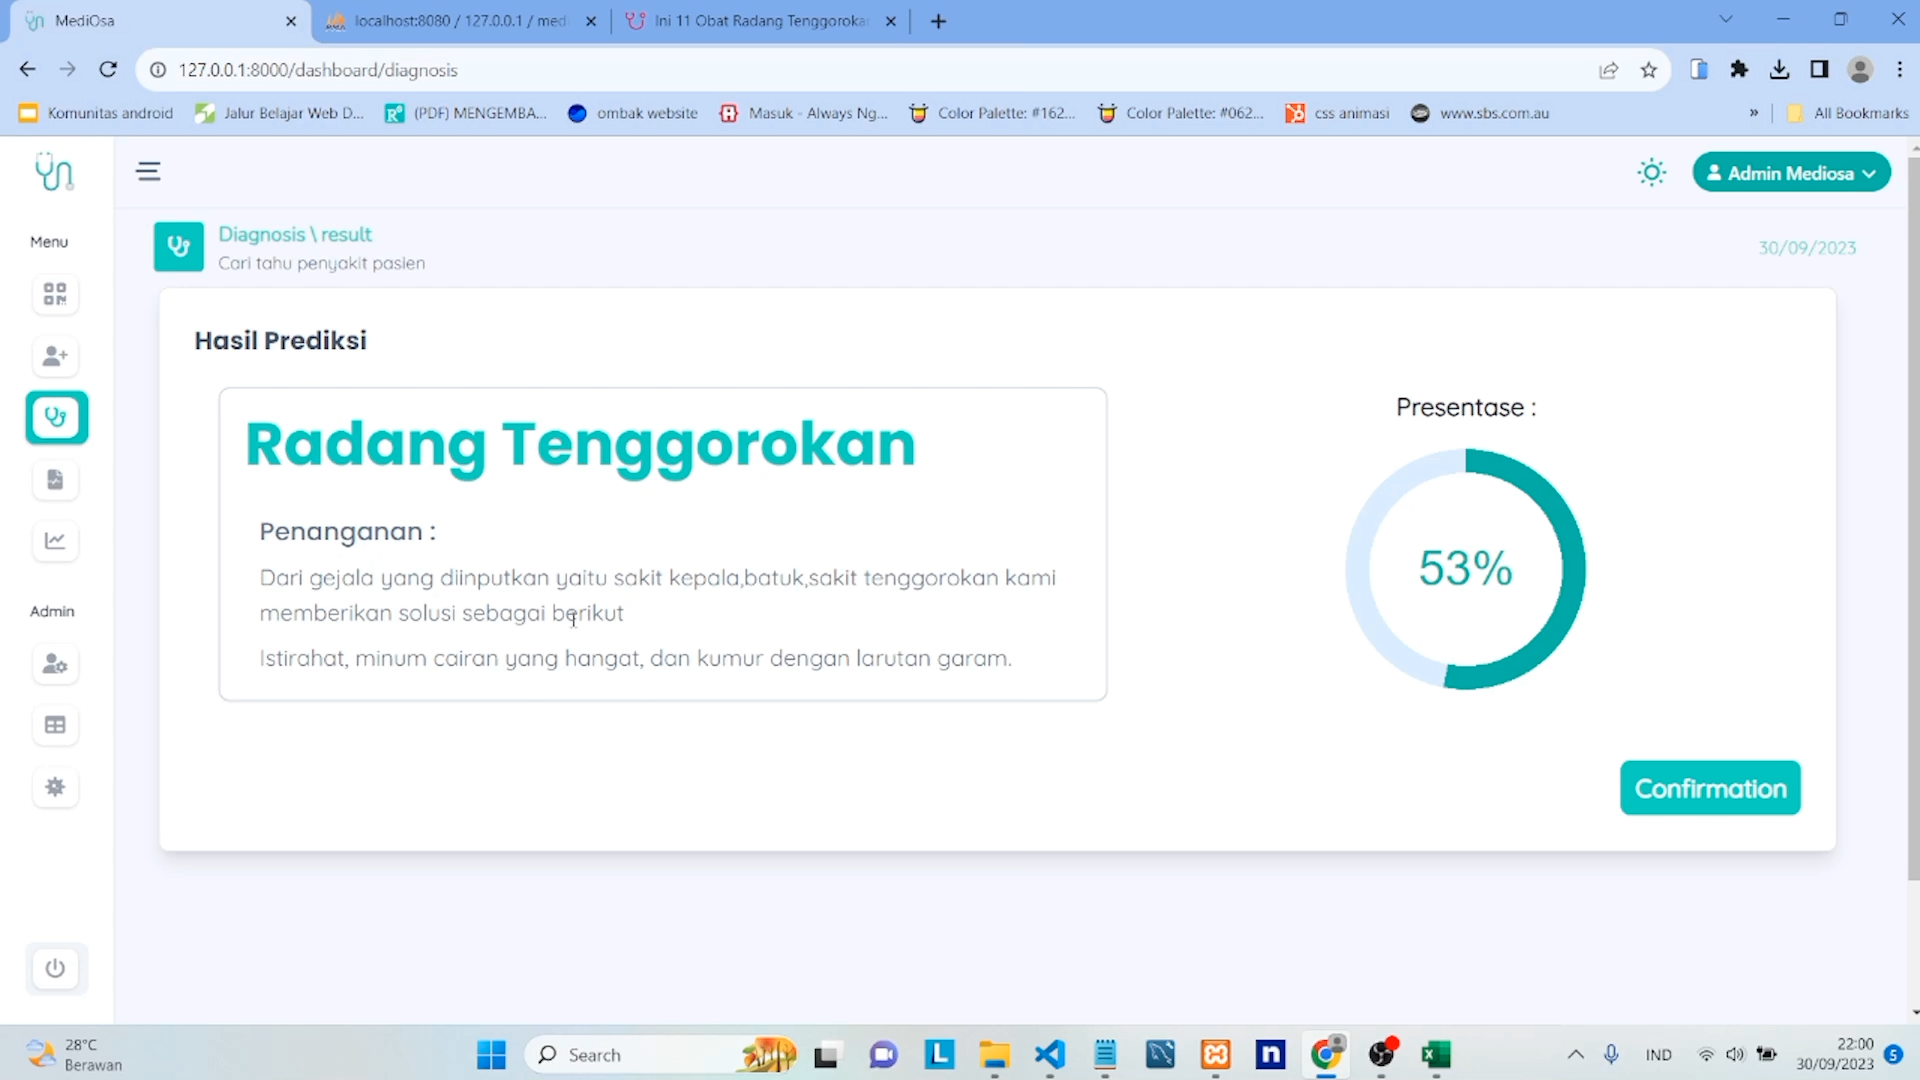 MediOsa
localhost:8080 / 127.0.0.1 / med
Ini 11 Obat Radang Tenggoroka
127.0.0.1:8000/dashboard/diagnosis
Komunitas android
Jalur Belajar Web D...
(PDF) MENGEMBA...
ombak website
Masuk - Always Ng...
Color Palette: #162...
Color Palette: #062...
css animasi
www.sbs.com.au
»
All Bookmarks
Admin Mediosa
Menu
Diagnosis \ result
Cari tahu penyakit pasien
30/09/2023
Hasil Prediksi
Radang Tenggorokan
Penanganan :
Dari gejala yang diinputkan yaitu sakit kepala,batuk,sakit tenggorokan kami
memberikan solusi sebagai berikut
Istirahat, minum cairan yang hangat, dan kumur dengan larutan garam.
Presentase :
53%
Confirmation
Admin
28°C
Berawan
Search
IND
22:00
30/09/2023
5